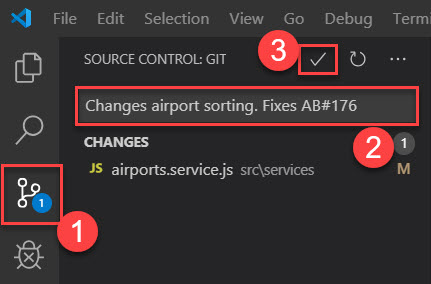 File Edit Selection View Go Debug Termi
SOURCE CONTROL: GIT
3
Changes airport sorting. Fixes AB#176
CHANGES 1
2
JS airports.service.js src\services M
1
1